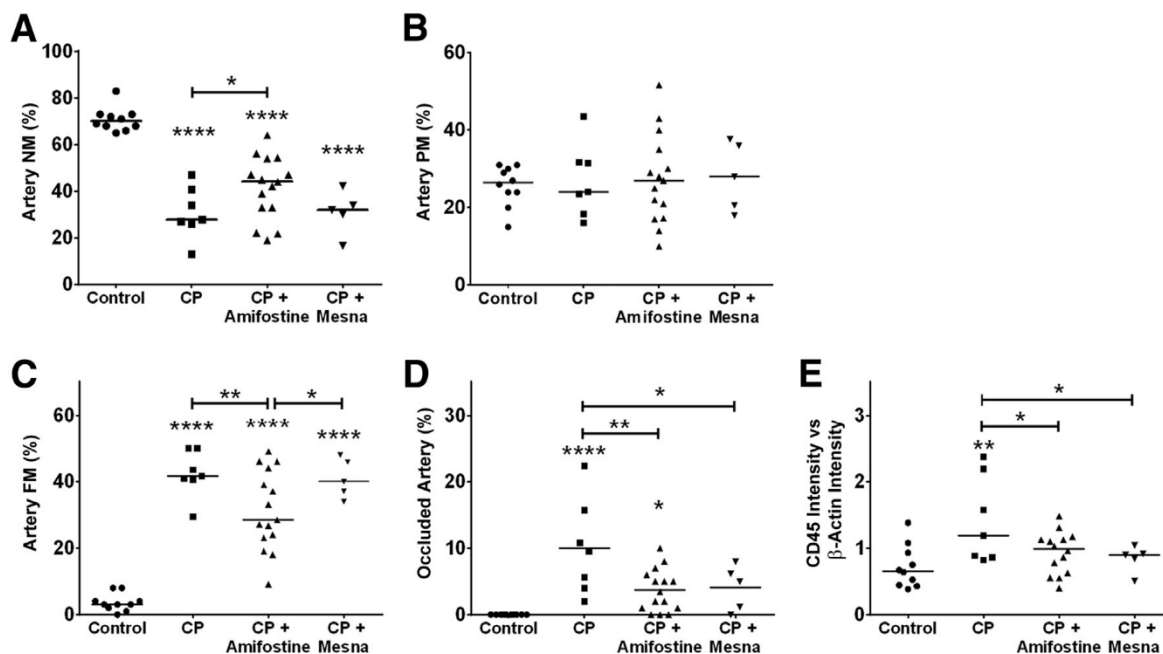 A
Artery NM (%)
100
80
60
40
20
0
*
****
****
****
Control CP CP + CP +
Amifostine Mesna
B
Artery PM (%)
60
40
20
0
Control CP CP + CP +
Amifostine Mesna
C
Artery FM (%)
60
40
20
0
** *
**** **** ****
Control CP CP + CP +
Amifostine Mesna
D
Occluded Artery (%)
30
20
10
0
*
**
****
*
Control CP CP + CP +
Amifostine Mesna
E
CD45 Intensity vs
β-Actin Intensity
3
2
1
0
*
*
**
Control CP CP + CP +
Amifostine Mesna